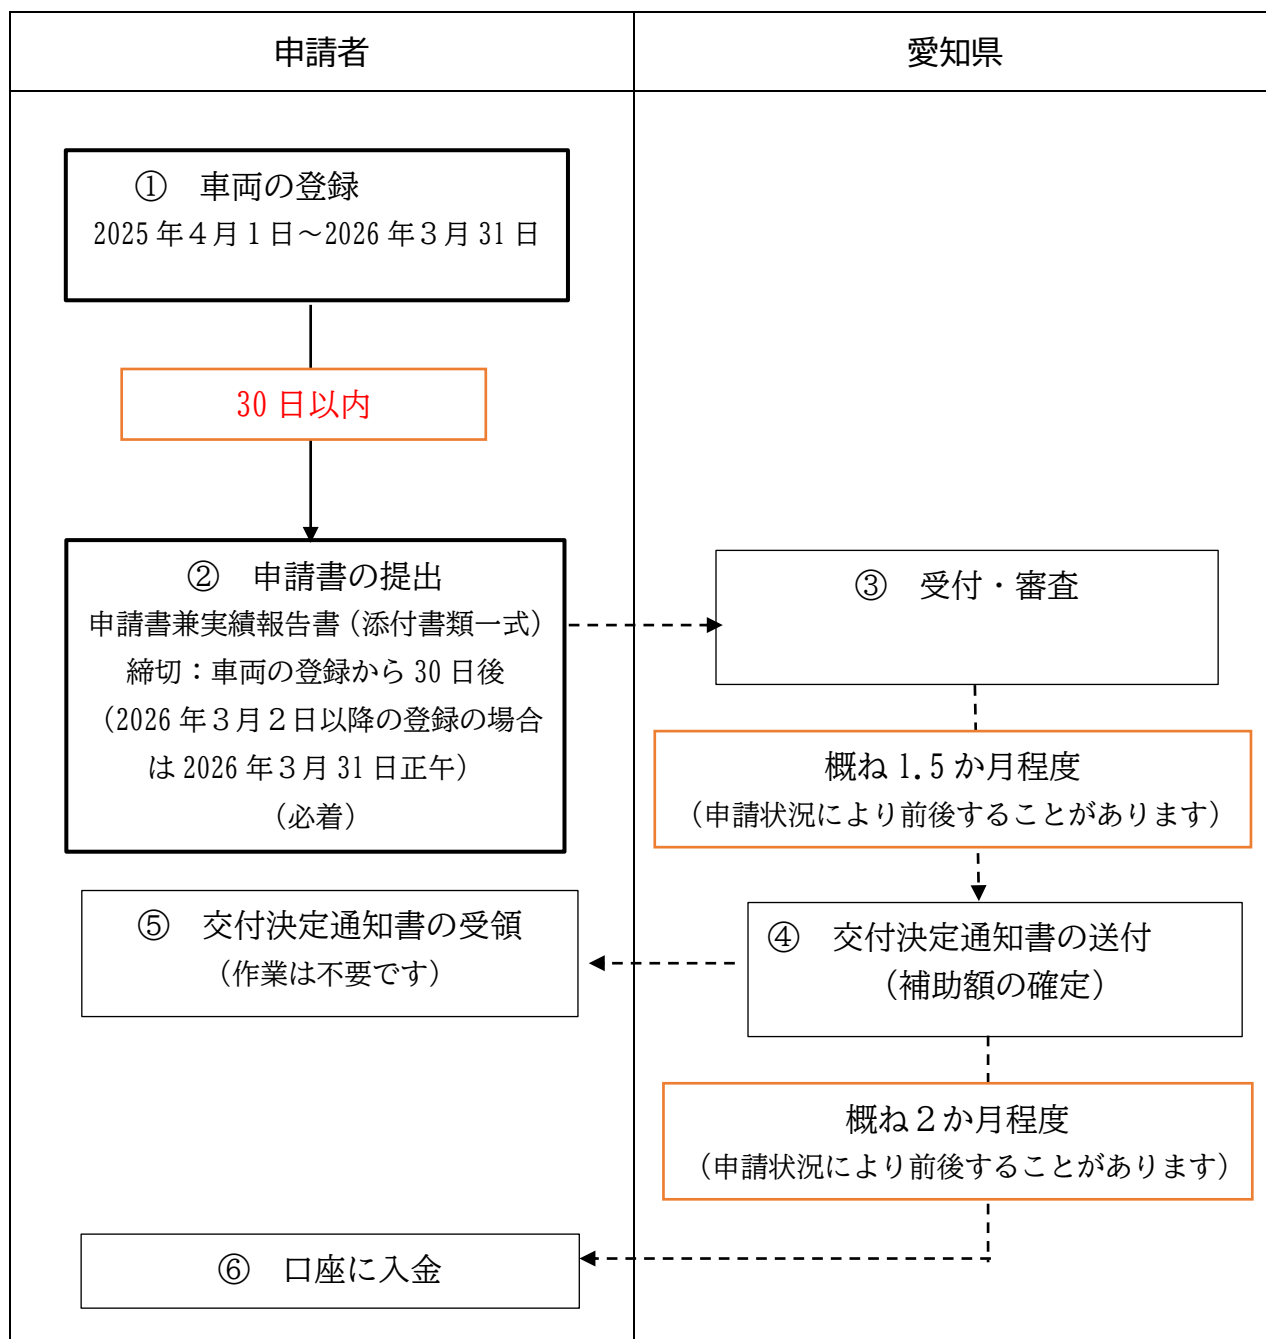 申請者
愛知県
① 車両の登録
2025年4月1日～2026年3月31日
30日以内
② 申請書の提出
申請書兼実績報告書（添付書類一式）
締切：車両の登録から30日後
（2026年3月2日以降の登録の場合
は2026年3月31日正午）
（必着）
③ 受付・審査
概ね1.5か月程度
（申請状況により前後することがあります）
④ 交付決定通知書の送付
（補助額の確定）
⑤ 交付決定通知書の受領
（作業は不要です）
概ね2か月程度
（申請状況により前後することがあります）
⑥ 口座に入金